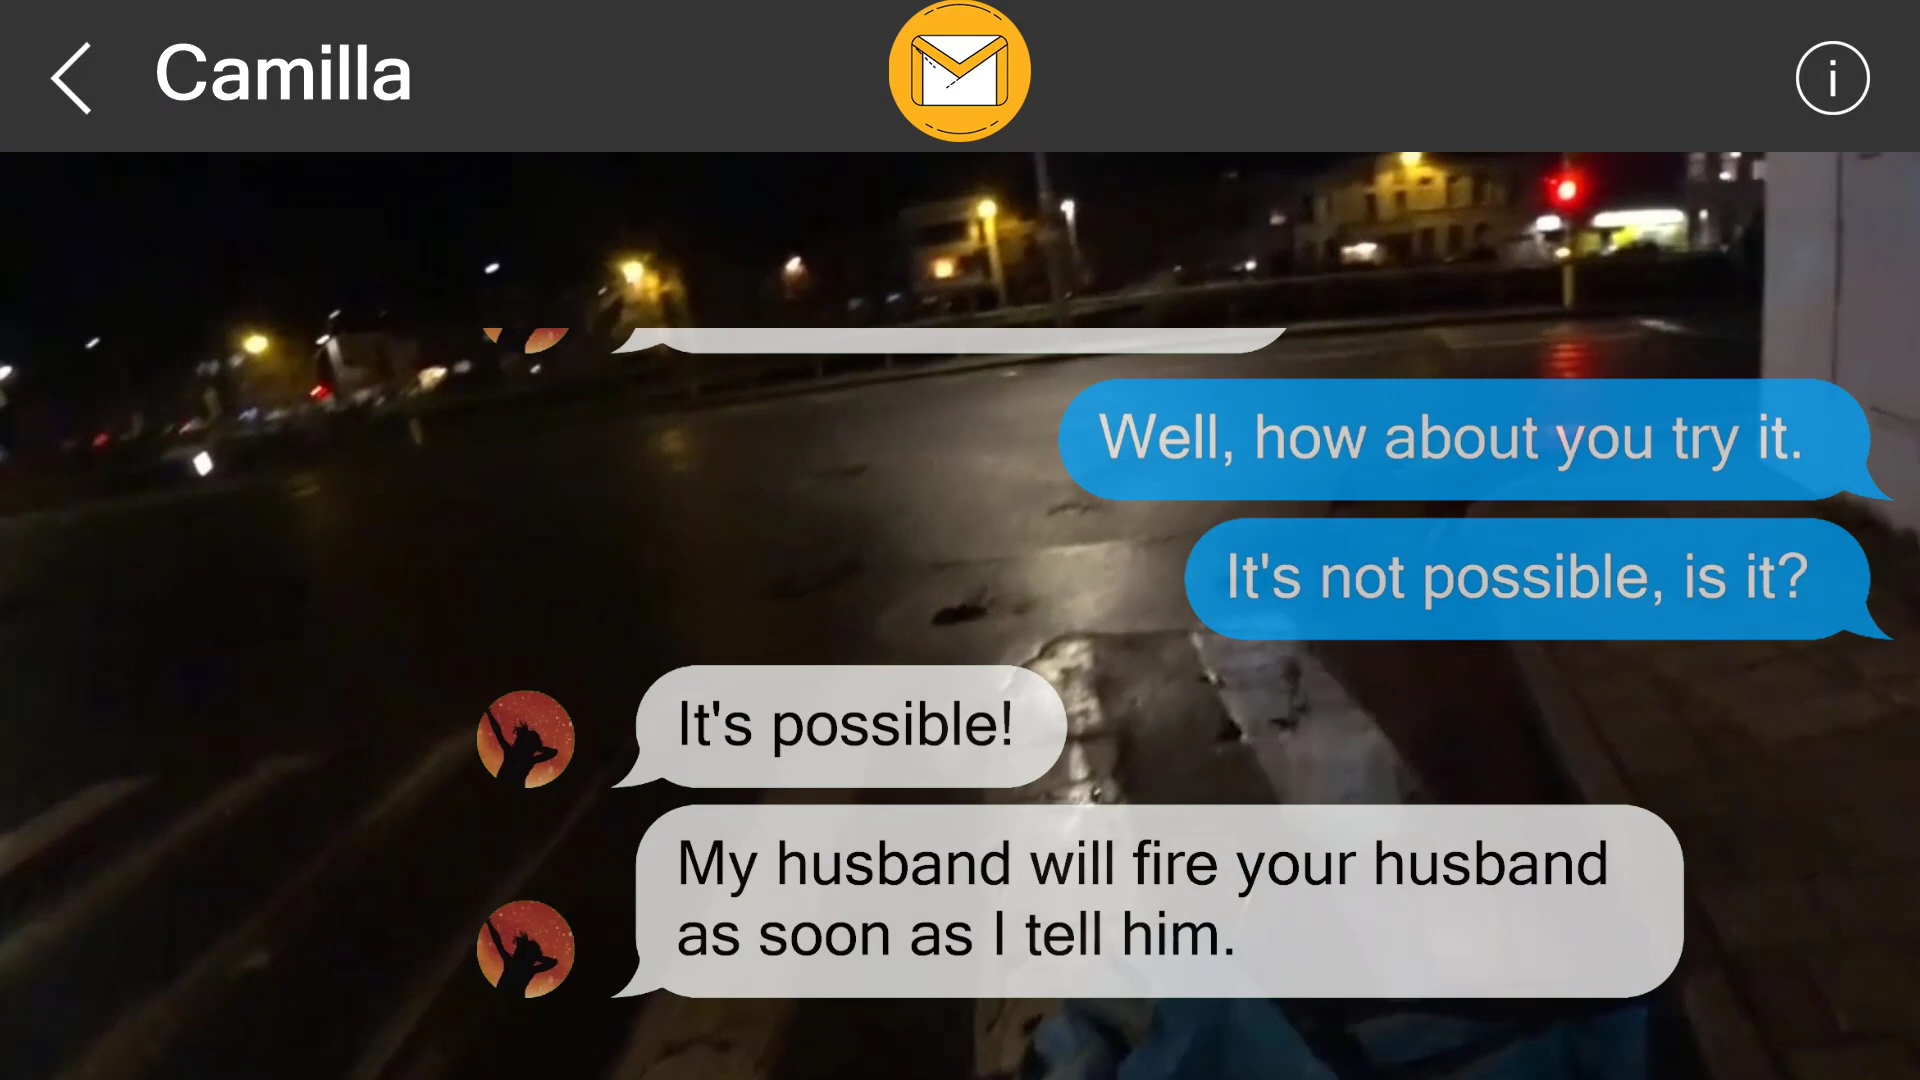 Camilla
i
Well, how about you try it.
It's not possible, is it?
It's possible!
My husband will fire your husband
as soon as I tell him.